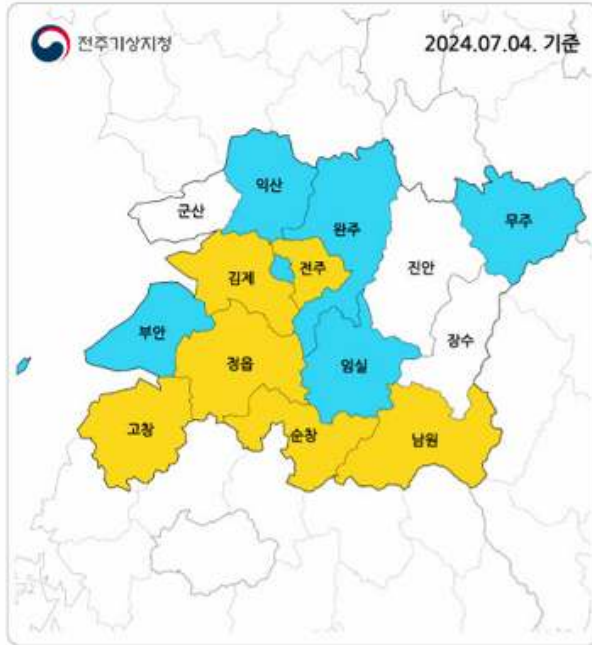 전주기상지청
2024.07.04. 기준
익산
군산
완주
무주
전주
김제
진안
부안
장수
정읍
임실
고창
순창
남원